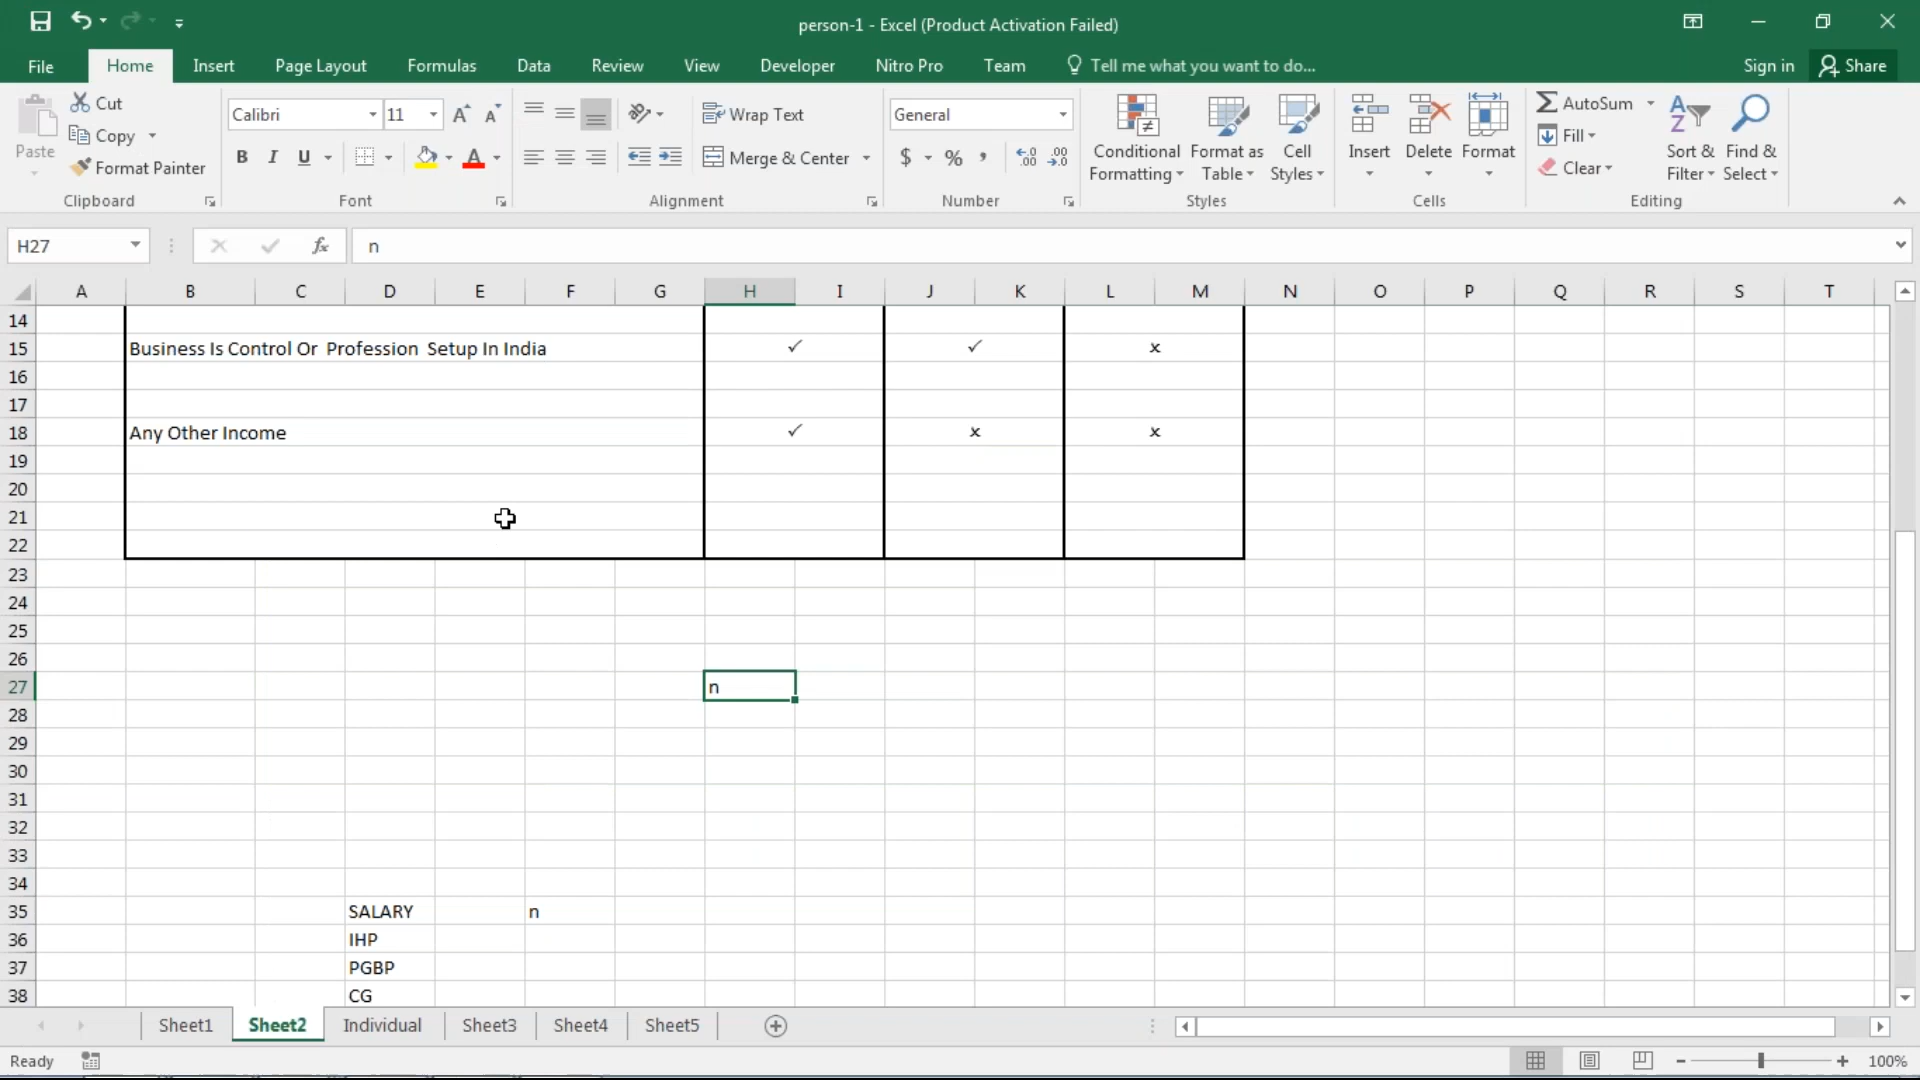 person-1 - Excel (Product Activation Failed)
File Home Insert Page Layout Formulas Data Review View Developer Nitro Pro Team Tell me what you want to do... Sign in Share
Paste
Cut
Copy
Format Painter
Clipboard
Calibri 11
B I U
Font
Wrap Text
Merge & Center
Alignment
General
$ % ,
Number
Conditional Formatting
Format as Table
Cell Styles
Styles
Insert
Delete
Format
Cells
AutoSum
Fill
Clear
Sort & Filter
Find & Select
Editing
H27 fx n
A B C D E F G H I J K L M N O P Q R S T
14
15 Business Is Control Or Profession Setup In India ✓ ✓ x
16
17
18 Any Other Income ✓ x x
19
20
21
22
23
24
25
26
27 n
28
29
30
31
32
33
34
35 SALARY n
36 IHP
37 PGBP
38 CG
Sheet1 Sheet2 Individual Sheet3 Sheet4 Sheet5
Ready 100%